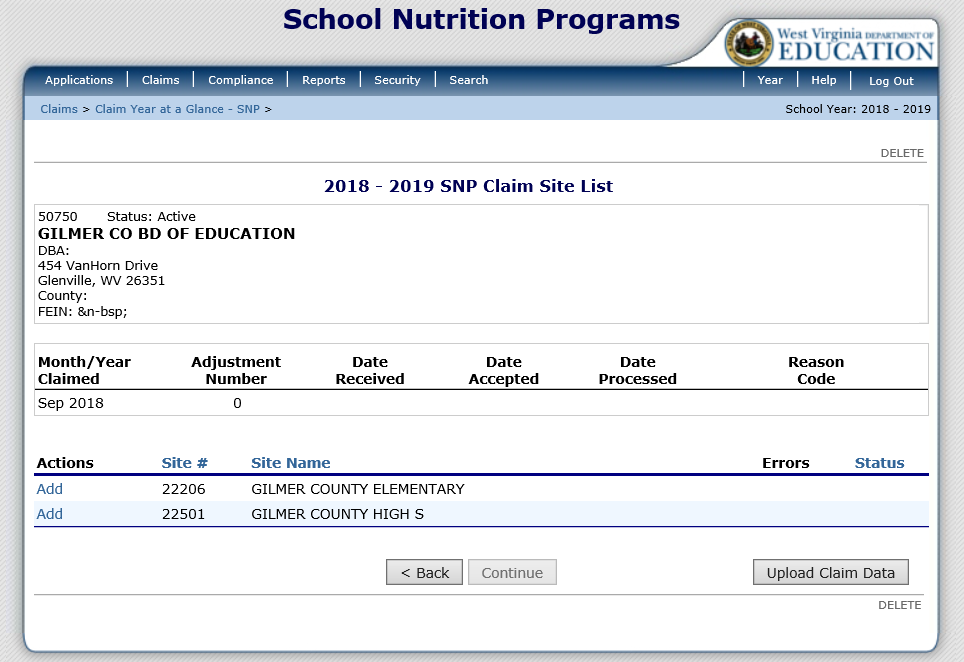 School Nutrition Programs
West Virginia DEPARTMENT OF
EDUCATION
Applications Claims Compliance Reports Security Search Year Help Log Out
Claims > Claim Year at a Glance - SNP > School Year: 2018 - 2019
DELETE
2018 - 2019 SNP Claim Site List
50750 Status: Active
GILMER CO BD OF EDUCATION
DBA:
454 VanHorn Drive
Glenville, WV 26351
County:
FEIN: &n-bsp;
Month/Year Adjustment Date Date Date Reason
Claimed Number Received Accepted Processed Code
Sep 2018 0
Actions Site # Site Name Errors Status
Add 22206 GILMER COUNTY ELEMENTARY
Add 22501 GILMER COUNTY HIGH S
< Back Continue Upload Claim Data
DELETE